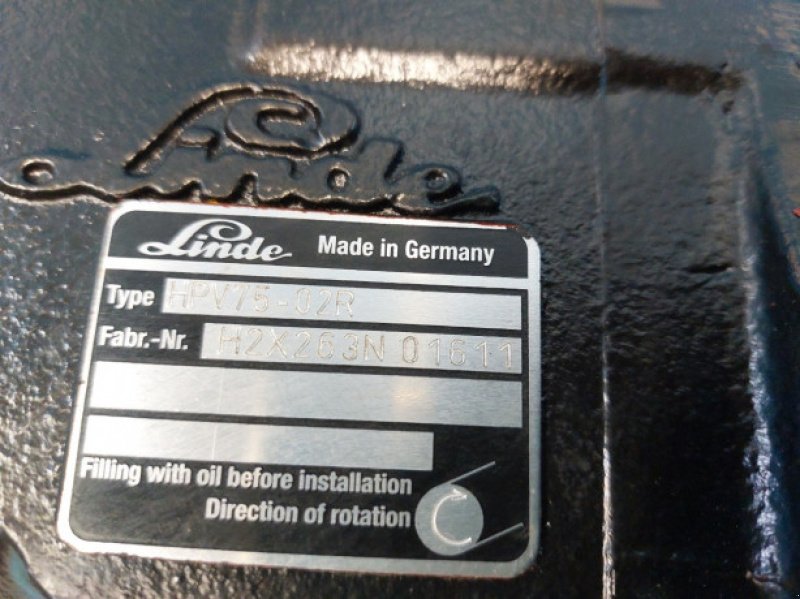 Linde
Linde Made in Germany
Type HPV75-02R
Fabr.-Nr. H2X263N 01611
Filling with oil before installation
Direction of rotation